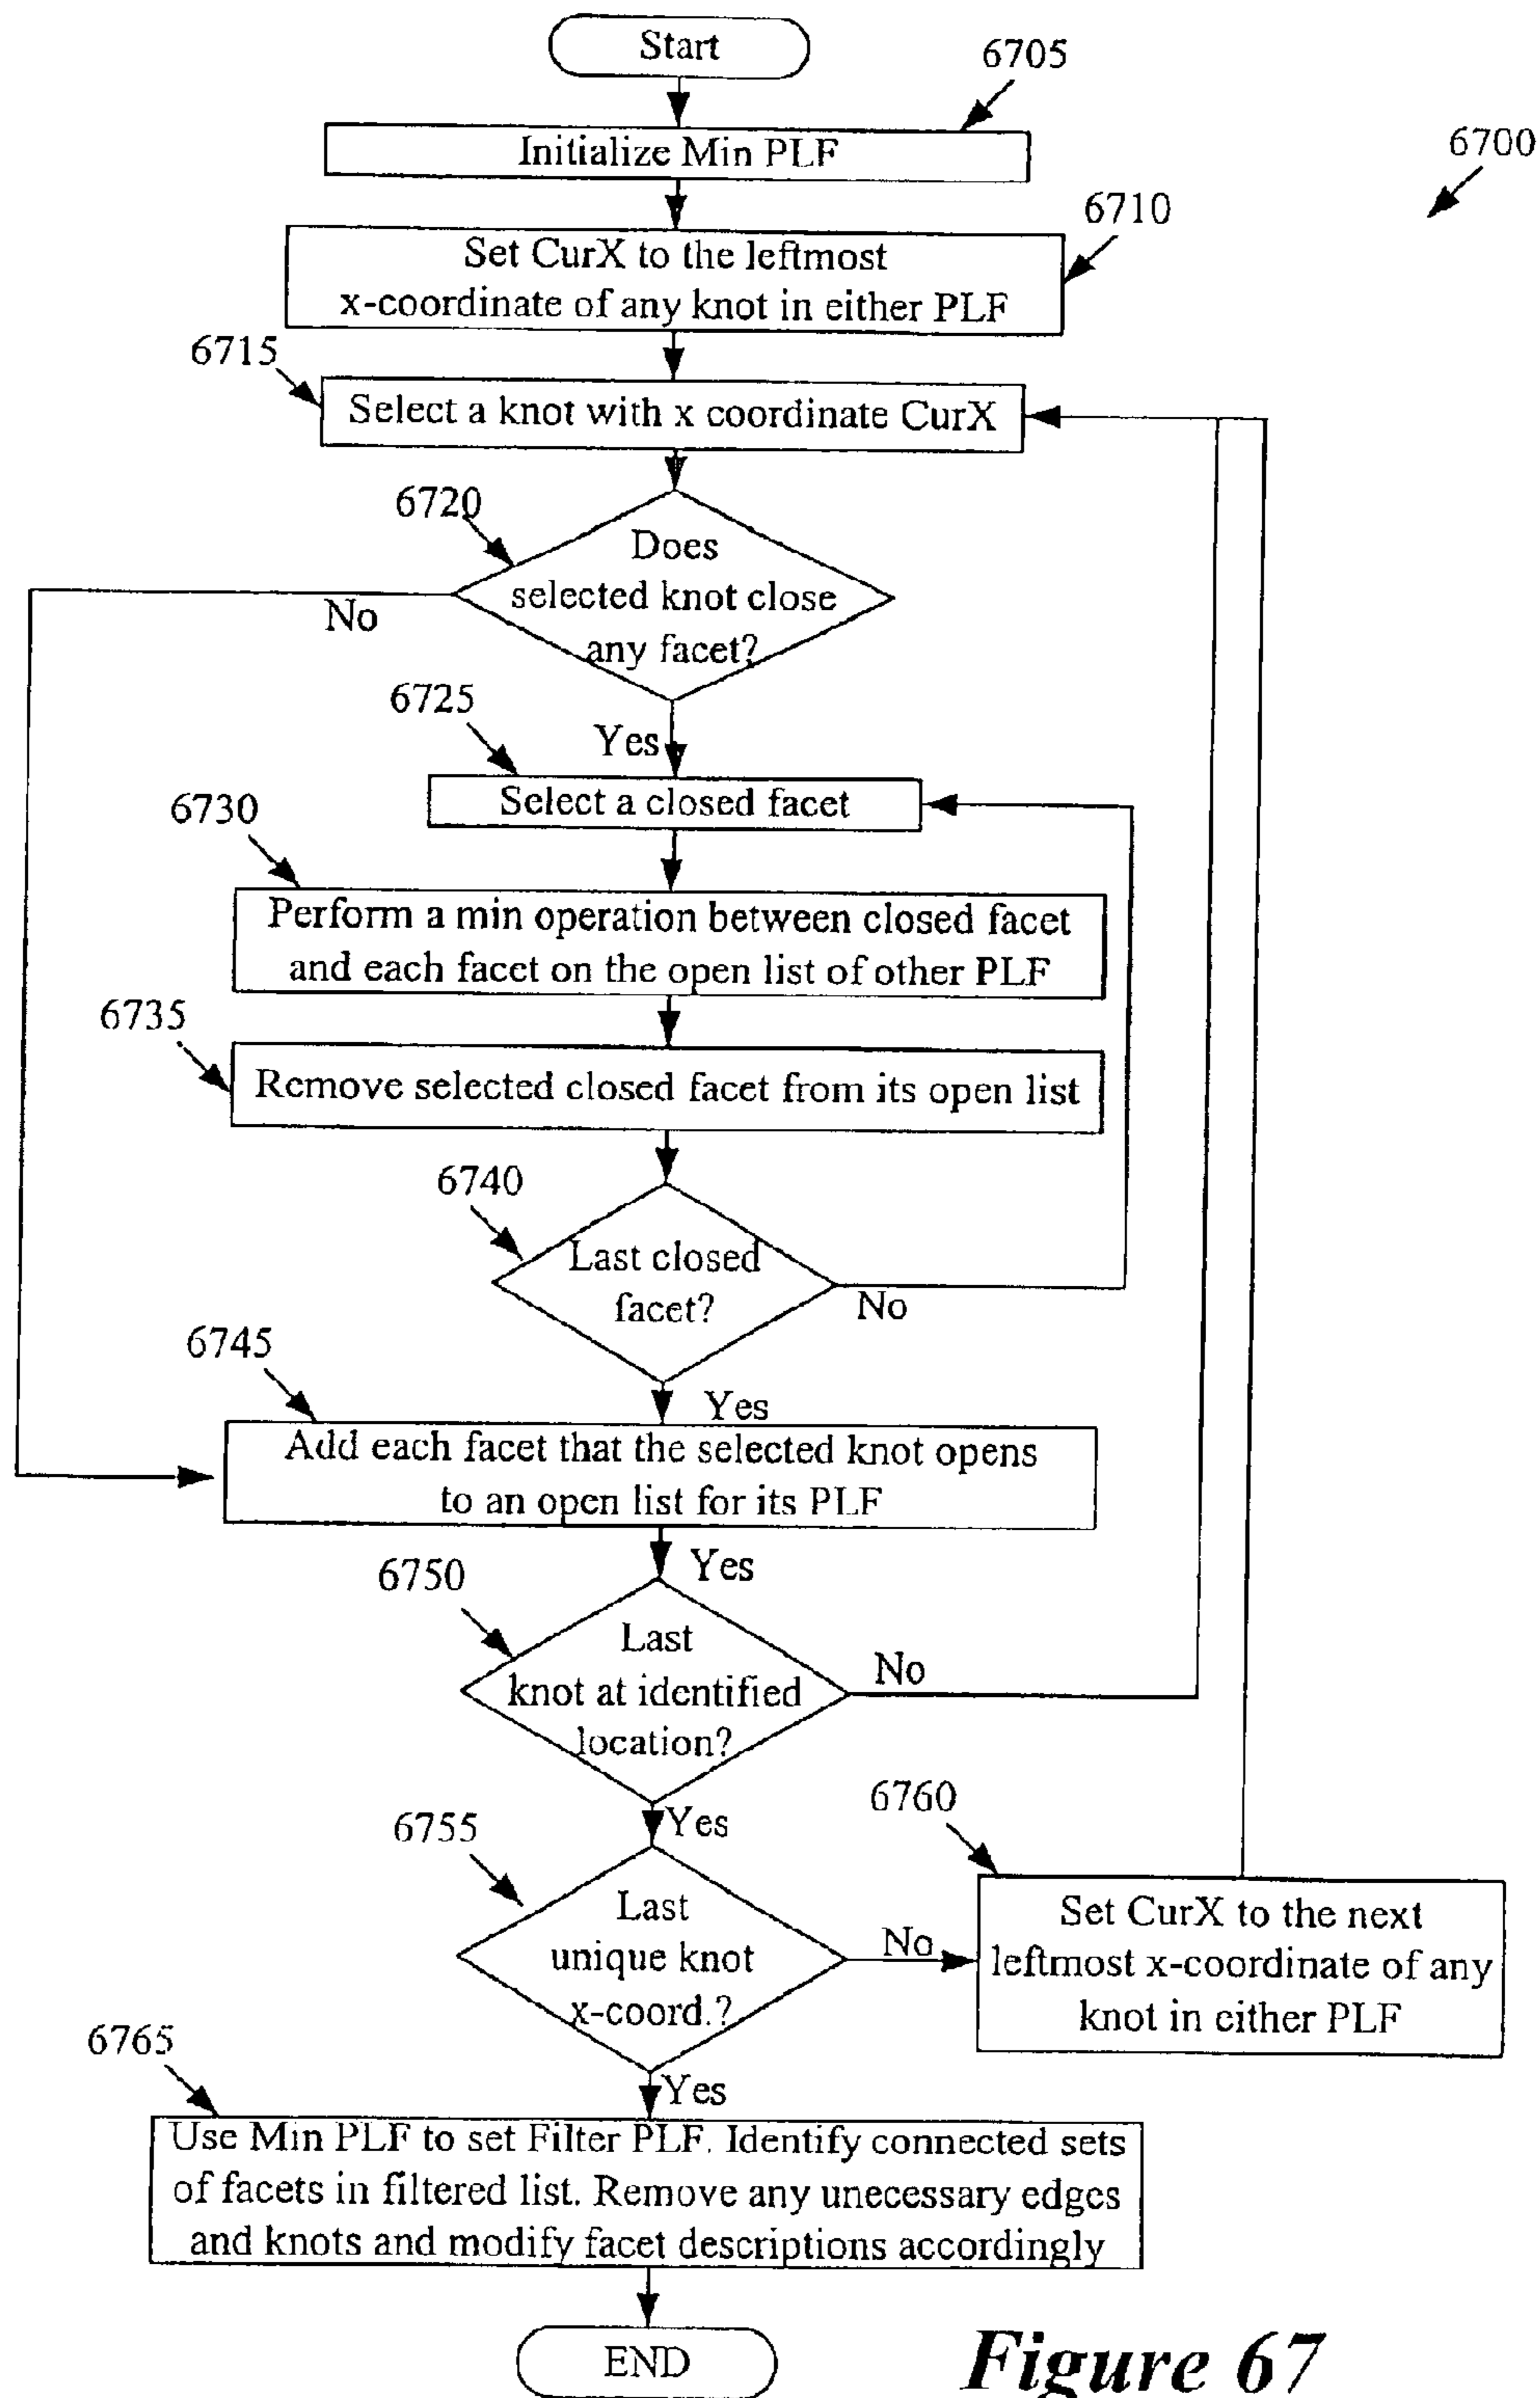 Start
6705
Initialize Min PLF
6700
6710
Set CurX to the leftmost
x-coordinate of any knot in either PLF
6715
Select a knot with x coordinate CurX
6720
Does
selected knot close
any facet?
No
6725
Yes
Select a closed facet
6730
Perform a min operation between closed facet
and each facet on the open list of other PLF
6735
Remove selected closed facet from its open list
6740
Last closed
facet?
No
6745
Yes
Add each facet that the selected knot opens
to an open list for its PLF
6750
Yes
Last
knot at identified
location?
No
6755
Yes
6760
Last
unique knot
x-coord.?
No
Set CurX to the next
leftmost x-coordinate of any
knot in either PLF
6765
Yes
Use Min PLF to set Filter PLF. Identify connected sets
of facets in filtered list. Remove any unecessary edges
and knots and modify facet descriptions accordingly
END
Figure 67